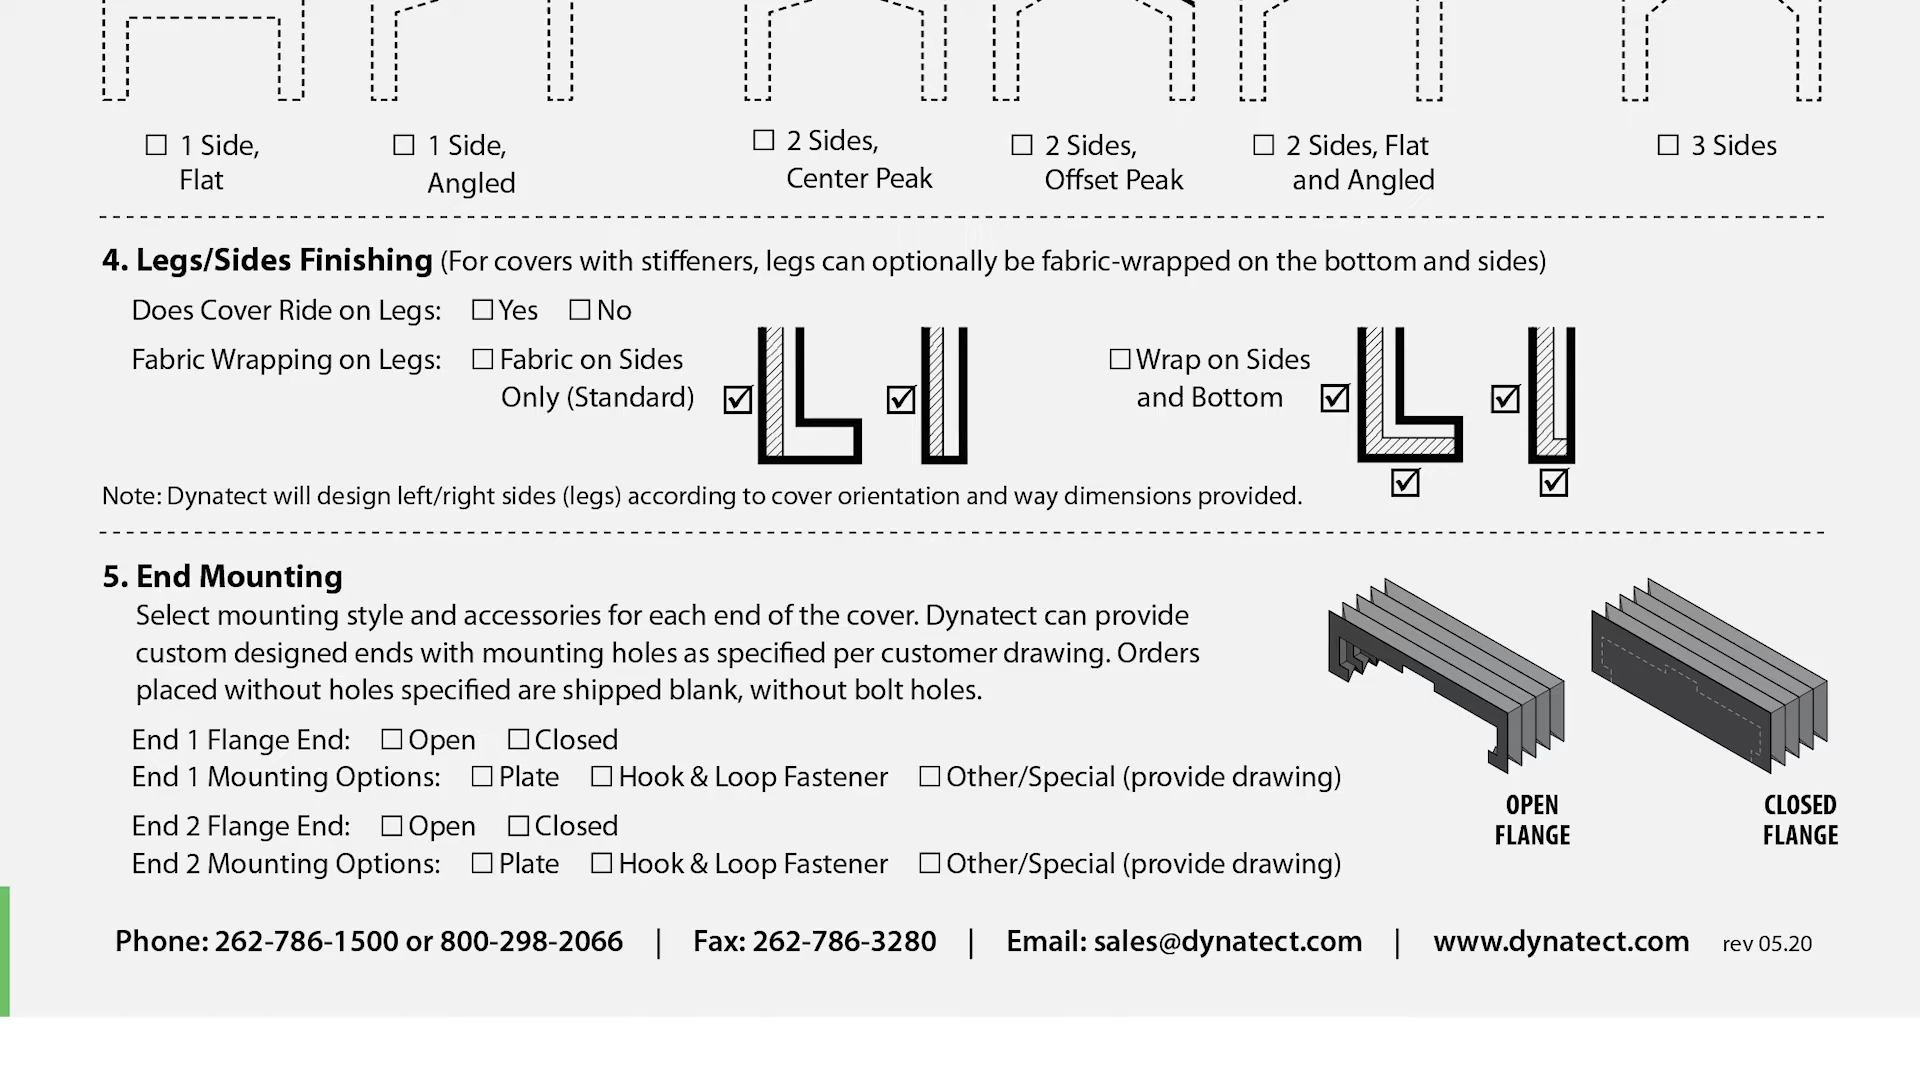 ☐ 1 Side,
Flat
☐ 1 Side,
Angled
☐ 2 Sides,
Center Peak
☐ 2 Sides,
Offset Peak
☐ 2 Sides, Flat
and Angled
☐ 3 Sides
4. Legs/Sides Finishing (For covers with stiffeners, legs can optionally be fabric-wrapped on the bottom and sides)
Does Cover Ride on Legs: ☐ Yes ☐ No
Fabric Wrapping on Legs: ☐ Fabric on Sides
Only (Standard)
☐ Wrap on Sides
and Bottom
Note: Dynatect will design left/right sides (legs) according to cover orientation and way dimensions provided.
5. End Mounting
Select mounting style and accessories for each end of the cover. Dynatect can provide
custom designed ends with mounting holes as specified per customer drawing. Orders
placed without holes specified are shipped blank, without bolt holes.
End 1 Flange End: ☐ Open ☐ Closed
End 1 Mounting Options: ☐ Plate ☐ Hook & Loop Fastener ☐ Other/Special (provide drawing)
End 2 Flange End: ☐ Open ☐ Closed
End 2 Mounting Options: ☐ Plate ☐ Hook & Loop Fastener ☐ Other/Special (provide drawing)
OPEN
FLANGE
CLOSED
FLANGE
Phone: 262-786-1500 or 800-298-2066 | Fax: 262-786-3280 | Email: sales@dynatect.com | www.dynatect.com rev 05.20